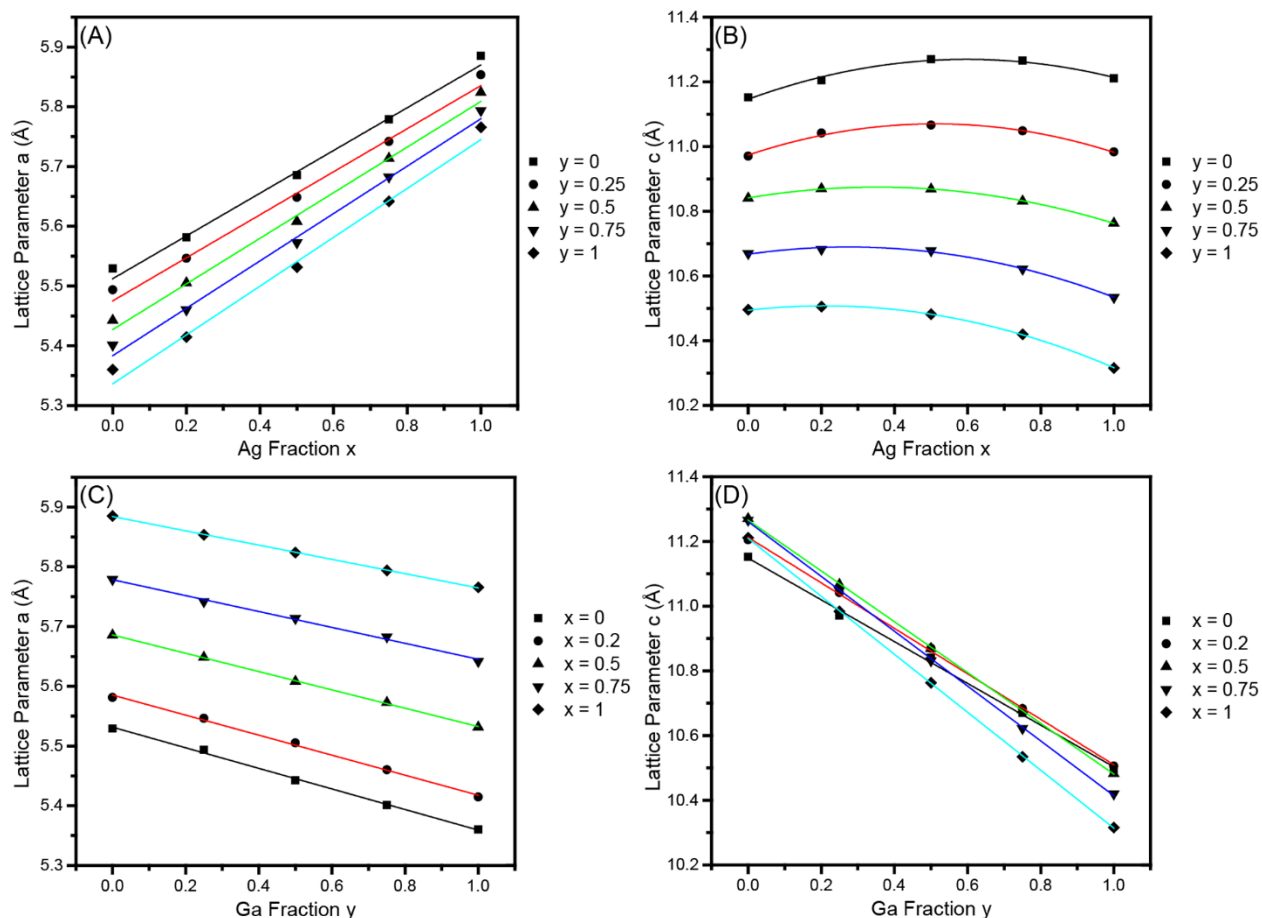 (A)
5.9
5.8
5.7
5.6
5.5
5.4
5.3
Lattice Parameter a (Å)
0.0 0.2 0.4 0.6 0.8 1.0
Ag Fraction x
y = 0
y = 0.25
y = 0.5
y = 0.75
y = 1
(B)
11.4
11.2
11.0
10.8
10.6
10.4
10.2
Lattice Parameter c (Å)
0.0 0.2 0.4 0.6 0.8 1.0
Ag Fraction x
y = 0
y = 0.25
y = 0.5
y = 0.75
y = 1
(C)
5.9
5.8
5.7
5.6
5.5
5.4
5.3
Lattice Parameter a (Å)
0.0 0.2 0.4 0.6 0.8 1.0
Ga Fraction y
x = 0
x = 0.2
x = 0.5
x = 0.75
x = 1
(D)
11.4
11.2
11.0
10.8
10.6
10.4
10.2
Lattice Parameter c (Å)
0.0 0.2 0.4 0.6 0.8 1.0
Ga Fraction y
x = 0
x = 0.2
x = 0.5
x = 0.75
x = 1